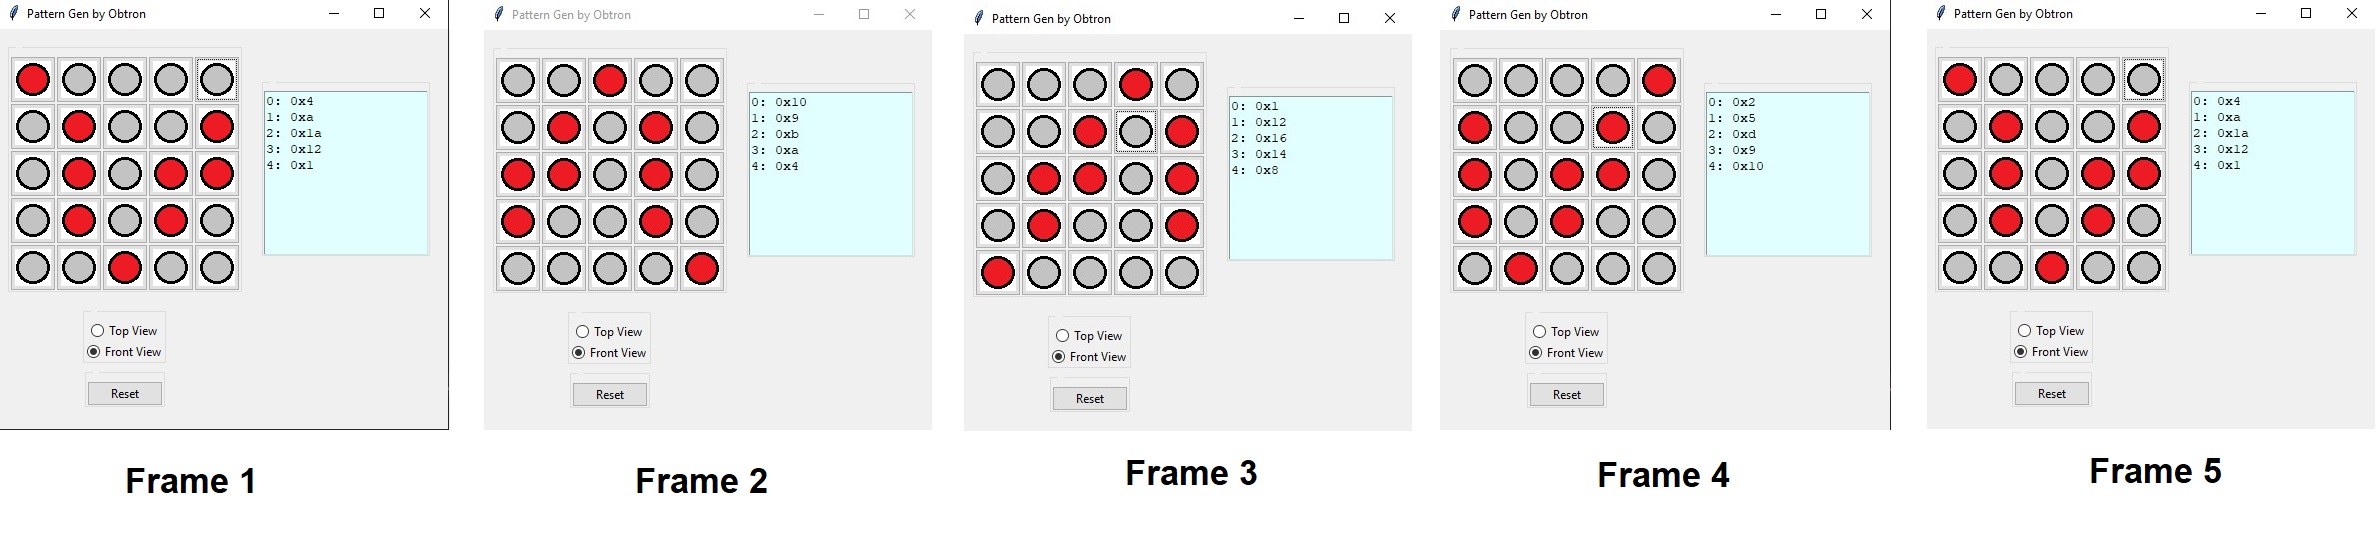 Pattern Gen by Obtron
0: 0x4
1: 0xa
2: 0x1a
3: 0x12
4: 0x1
Top View
Front View
Reset
Frame 1
Pattern Gen by Obtron
0: 0x10
1: 0x9
2: 0xb
3: 0xa
4: 0x4
Top View
Front View
Reset
Frame 2
Pattern Gen by Obtron
0: 0x1
1: 0x12
2: 0x16
3: 0x14
4: 0x8
Top View
Front View
Reset
Frame 3
Pattern Gen by Obtron
0: 0x2
1: 0x5
2: 0xd
3: 0x9
4: 0x10
Top View
Front View
Reset
Frame 4
Pattern Gen by Obtron
0: 0x4
1: 0xa
2: 0x1a
3: 0x12
4: 0x1
Top View
Front View
Reset
Frame 5